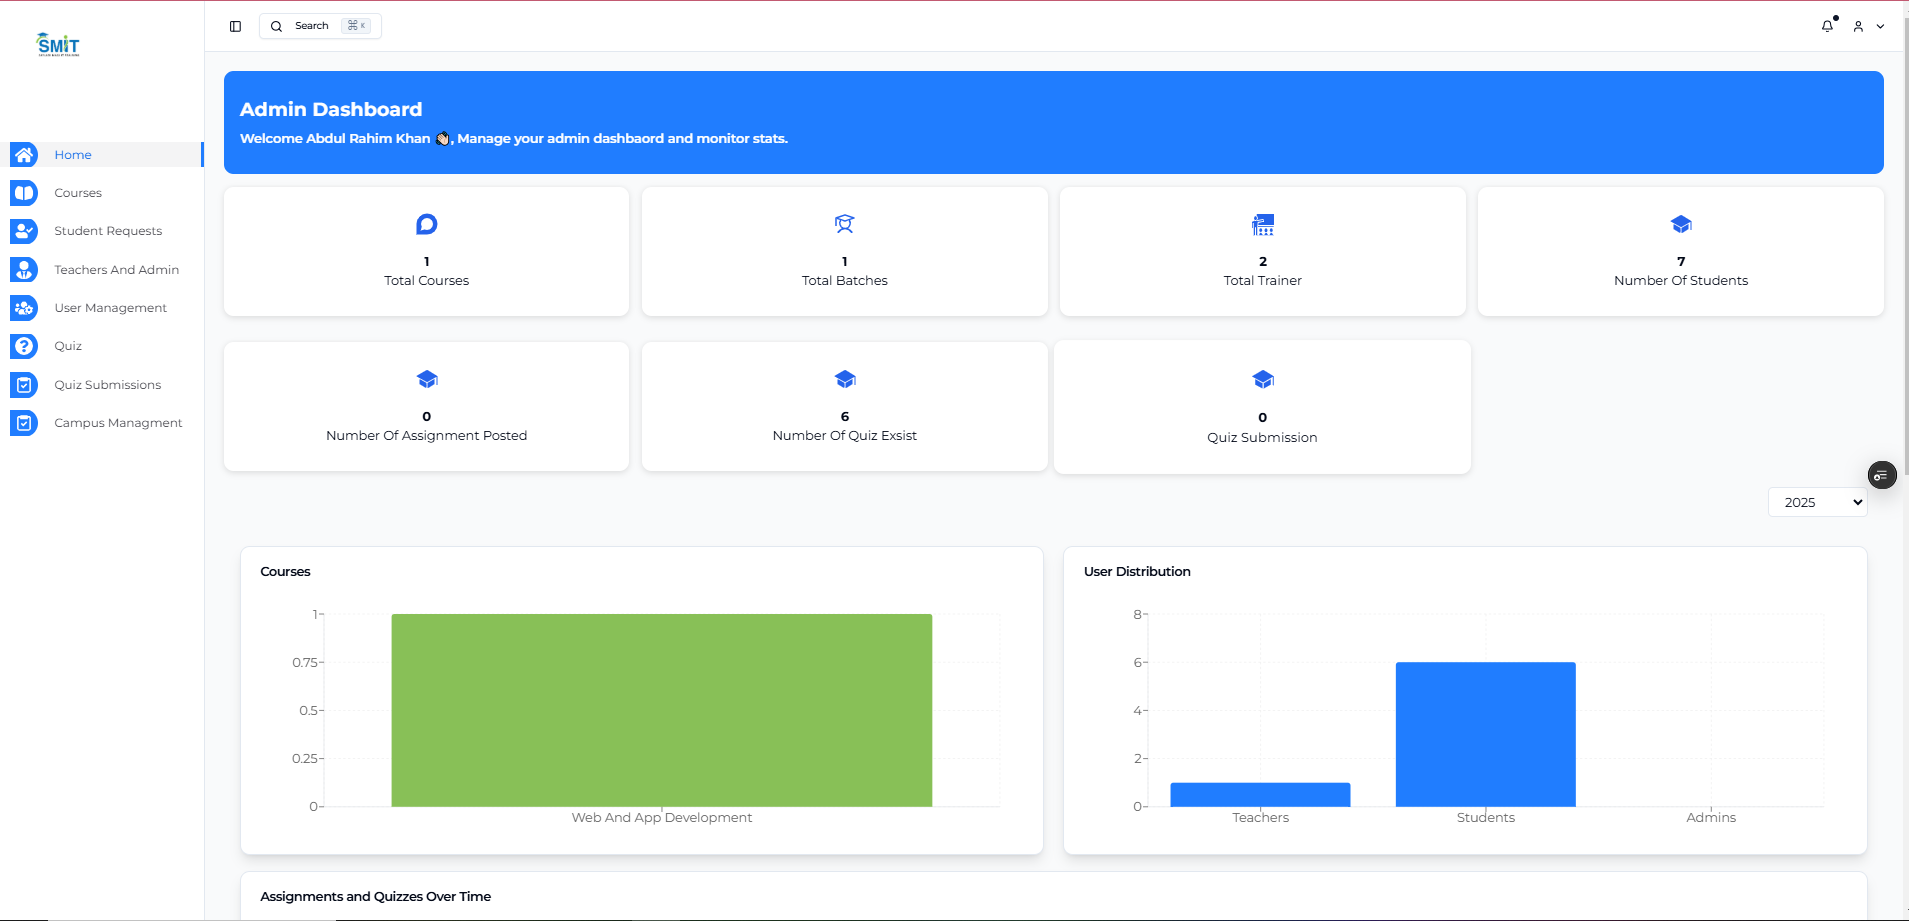 SMIT
Search ⌘ K
Admin Dashboard
Welcome Abdul Rahim Khan 👋, Manage your admin dashbaord and monitor stats.
Home
Courses
Student Requests
Teachers And Admin
User Management
Quiz
Quiz Submissions
Campus Managment
1
Total Courses
1
Total Batches
2
Total Trainer
7
Number Of Students
0
Number Of Assignment Posted
6
Number Of Quiz Exsist
0
Quiz Submission
2025
Courses
1
0.75
0.5
0.25
0
Web And App Development
User Distribution
8
6
4
2
0
Teachers Students Admins
Assignments and Quizzes Over Time